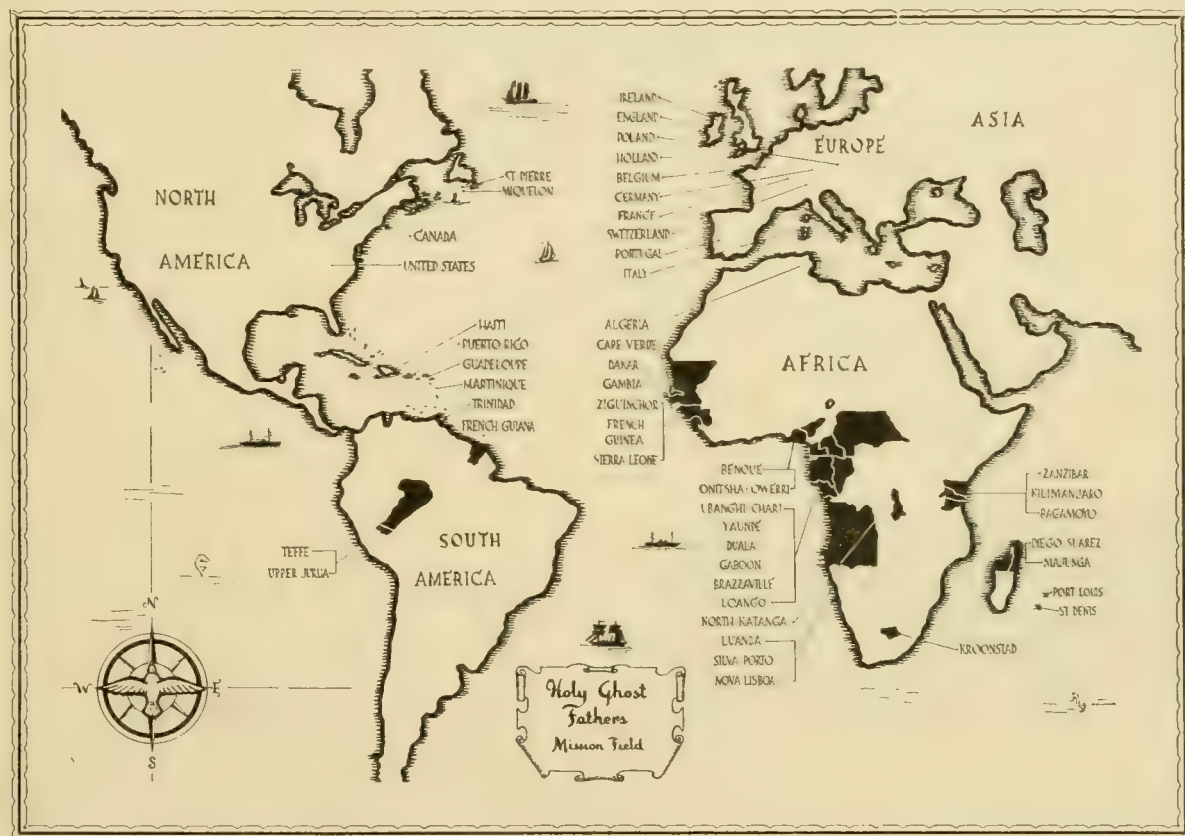 NORTH
AMERICA
ST PIERRE
MIQUELON
CANADA
UNITED STATES
HAITI
PUERTO RICO
GUADELOUPE
MARTINIQUE
TRINIDAD
FRENCH GUIANA
TEFFE
UPPER JURUA
SOUTH
AMERICA
N
W
E
S
IRELAND
ENGLAND
POLAND
HOLLAND
BELGIUM
GERMANY
FRANCE
SWITZERLAND
PORTUGAL
ITALY
EUROPE
ASIA
ALGERIA
CAPE VERDE
DAKAR
GAMBIA
ZIGUINCHOR
FRENCH
GUINEA
SIERRA LEONE
AFRICA
BENOUE
ONITSHA-OWERRI
UBANGHI CHARI
YAUNDE
DUALA
GABOON
BRAZZAVILLE
LOANGO
NORTH KATANGA
LUANDA
SILVA PORTO
NOVA LISBOA
ZANZIBAR
KILIMANJARO
BAGAMOYO
DIEGO SUAREZ
MAJUNGA
PORT LOUIS
ST DENIS
KROONSTAD
Holy Ghost
Fathers
Mission Field